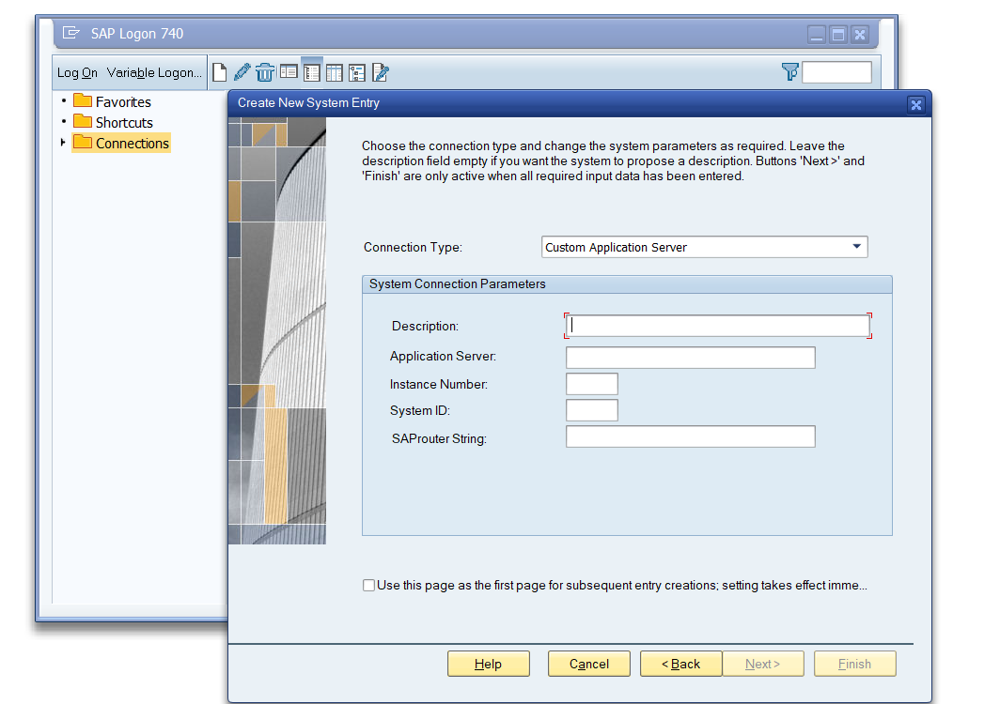 SAP Logon 740
Log On Variable Logon...
Favorites
Shortcuts
Connections
Create New System Entry
Choose the connection type and change the system parameters as required. Leave the
description field empty if you want the system to propose a description. Buttons 'Next >' and
'Finish' are only active when all required input data has been entered.
Connection Type: Custom Application Server
System Connection Parameters
Description:
Application Server:
Instance Number:
System ID:
SAProuter String:
Use this page as the first page for subsequent entry creations; setting takes effect imme...
Help Cancel < Back Next > Finish